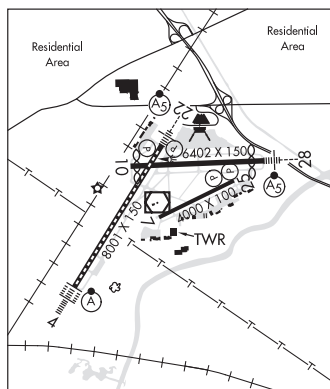 Residential
Area
Residential
Area
A5
22
P
P
10
6402 X 150
28
A5
P
P
25
4000 X 100
7
TWR
8001 X 150
A
4